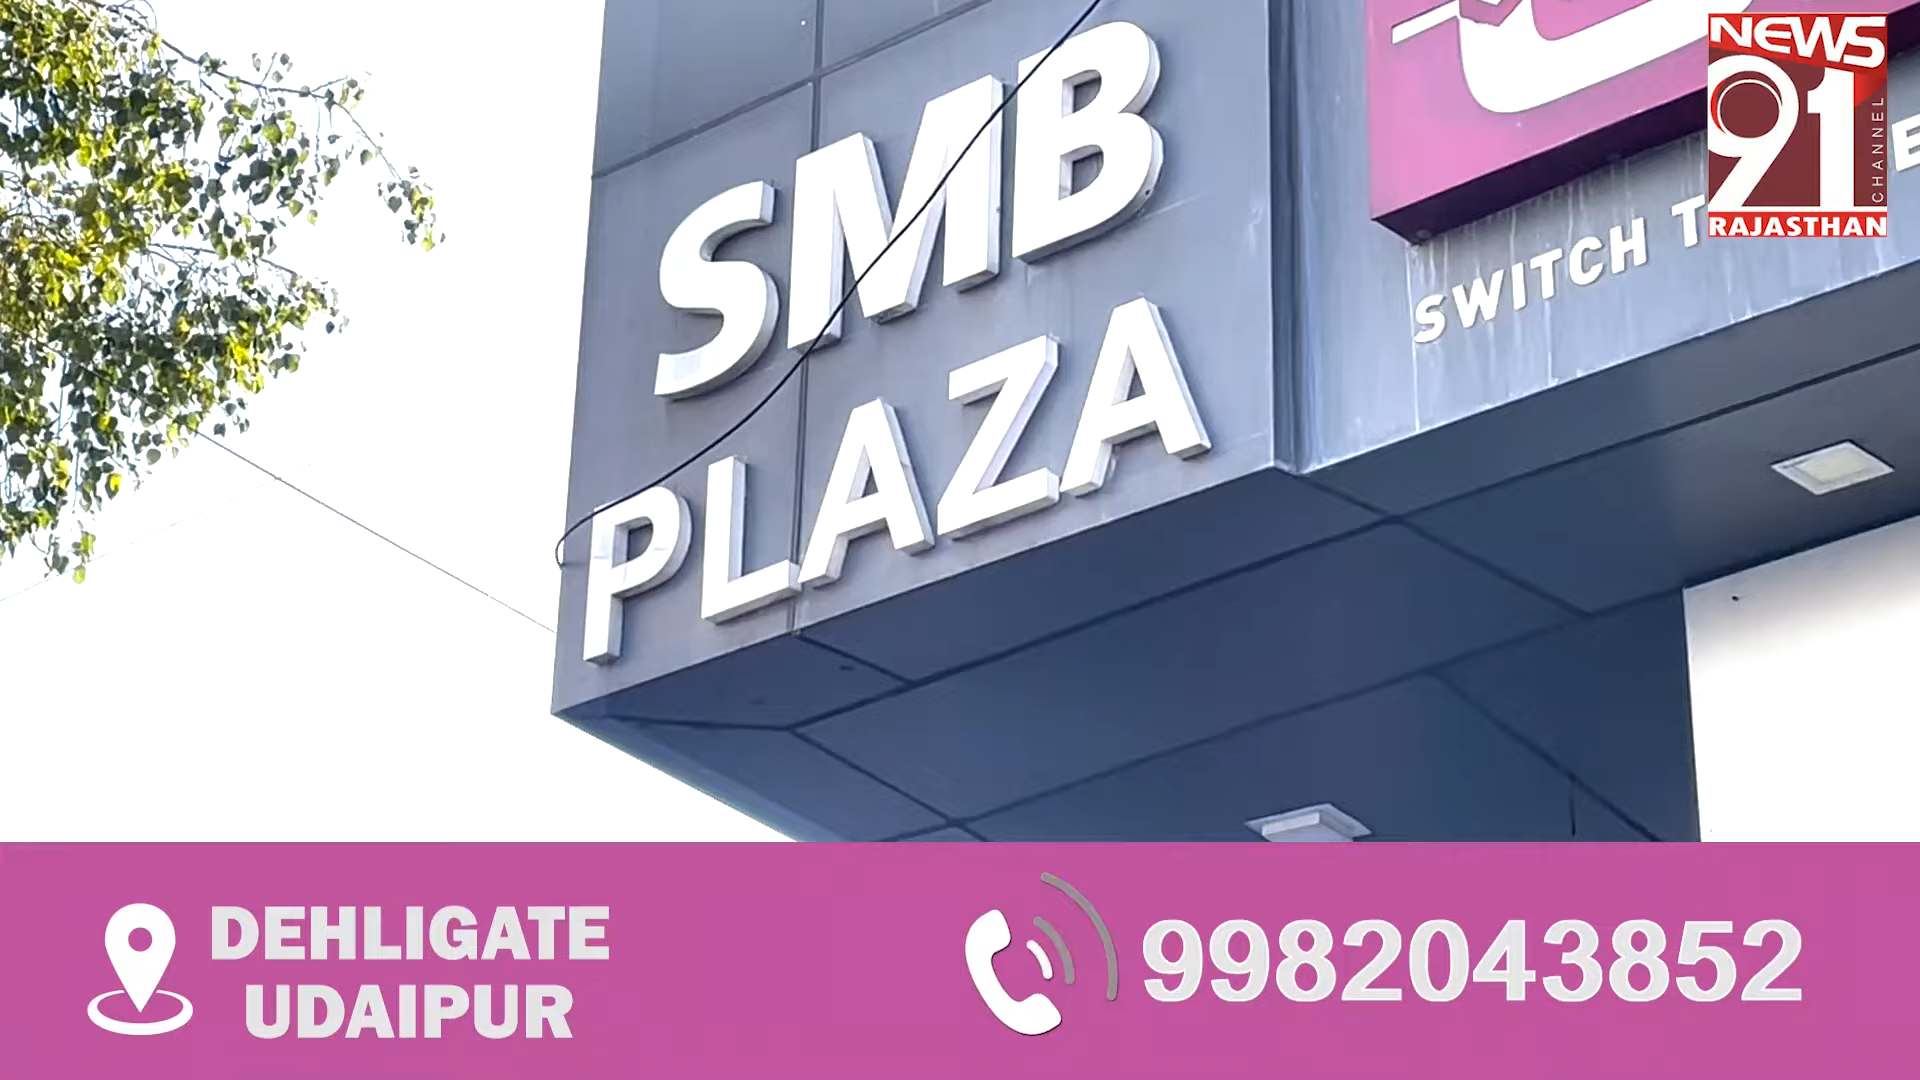 SMB
PLAZA
SWITCH T
NEWS
91
CHANNEL
RAJASTHAN
DEHLIGATE
UDAIPUR
9982043852